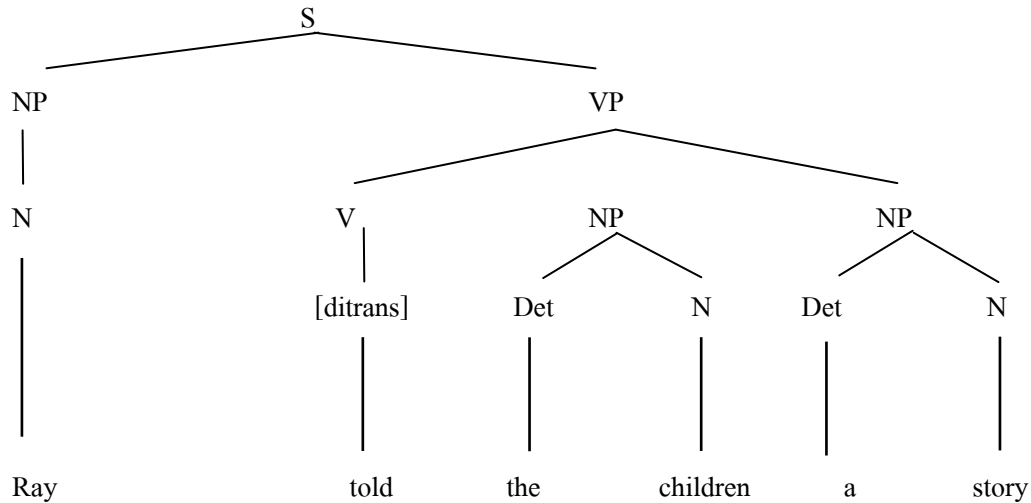 S
NP VP
N V NP NP
[ditrans] Det N Det N
Ray told the children a story